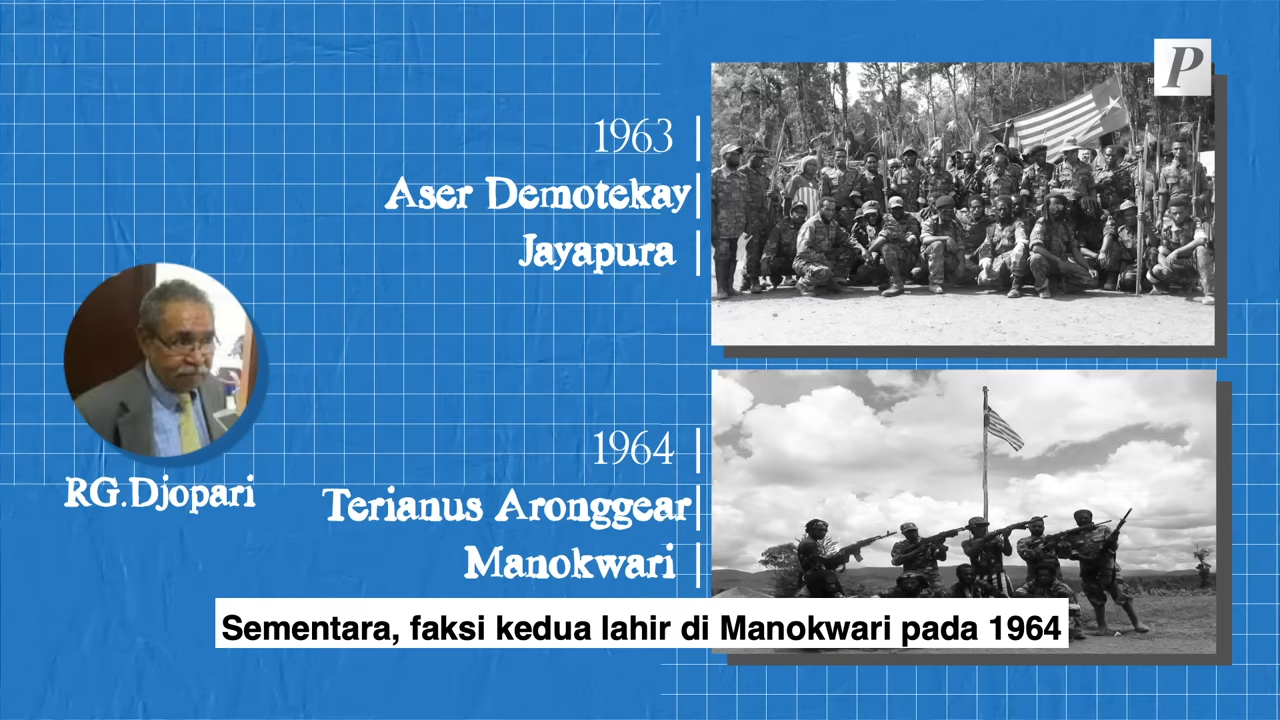 P
1963
Aser Demotekay
Jayapura
RG.Djopari
1964
Terianus Aronggear
Manokwari
Sementara, faksi kedua lahir di Manokwari pada 1964